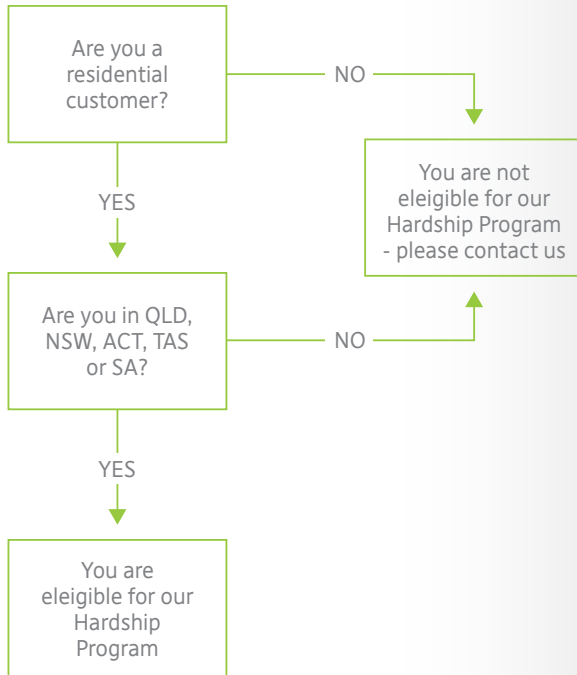 Are you a
residential
customer?
NO
You are not
eleigible for our
Hardship Program
- please contact us
YES
Are you in QLD,
NSW, ACT, TAS
or SA?
NO
YES
You are
eleigible for our
Hardship
Program